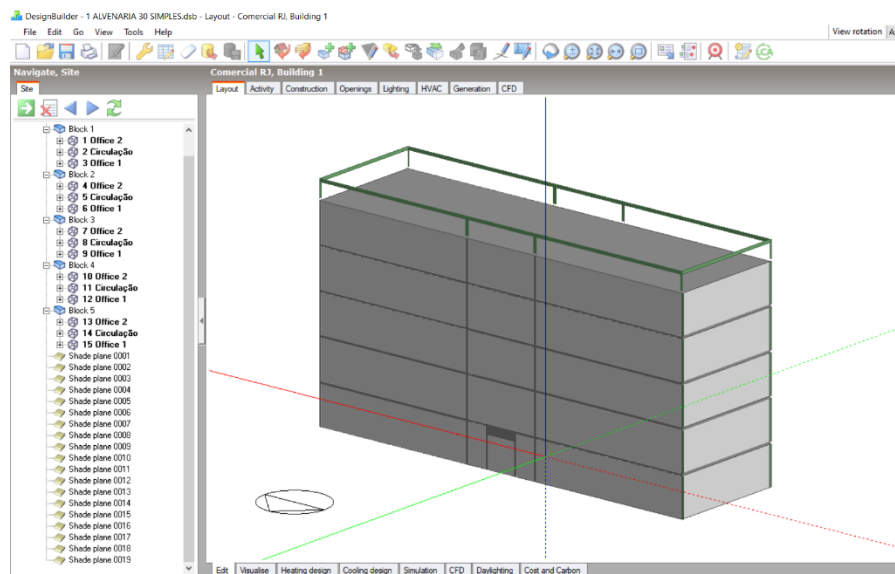 DesignBuilder - 1 ALVENARIA 30 SIMPLES.dsb - Layout - Comercial RJ, Building 1
File Edit Go View Tools Help
View rotation
Navigate, Site
Comercial RJ, Building 1
Site
Layout Activity Construction Openings Lighting HVAC Generation CFD
Block 1
1 Office 2
2 Circulação
3 Office 1
Block 2
4 Office 2
5 Circulação
6 Office 1
Block 3
7 Office 2
8 Circulação
9 Office 1
Block 4
10 Office 2
11 Circulação
12 Office 1
Block 5
13 Office 2
14 Circulação
15 Office 1
Shade plane 0001
Shade plane 0002
Shade plane 0003
Shade plane 0004
Shade plane 0005
Shade plane 0006
Shade plane 0007
Shade plane 0008
Shade plane 0009
Shade plane 0010
Shade plane 0011
Shade plane 0012
Shade plane 0013
Shade plane 0014
Shade plane 0015
Shade plane 0016
Shade plane 0017
Shade plane 0018
Shade plane 0019
Edit Visualise Heating design Cooling design Simulation CFD Daylighting Cost and Carbon